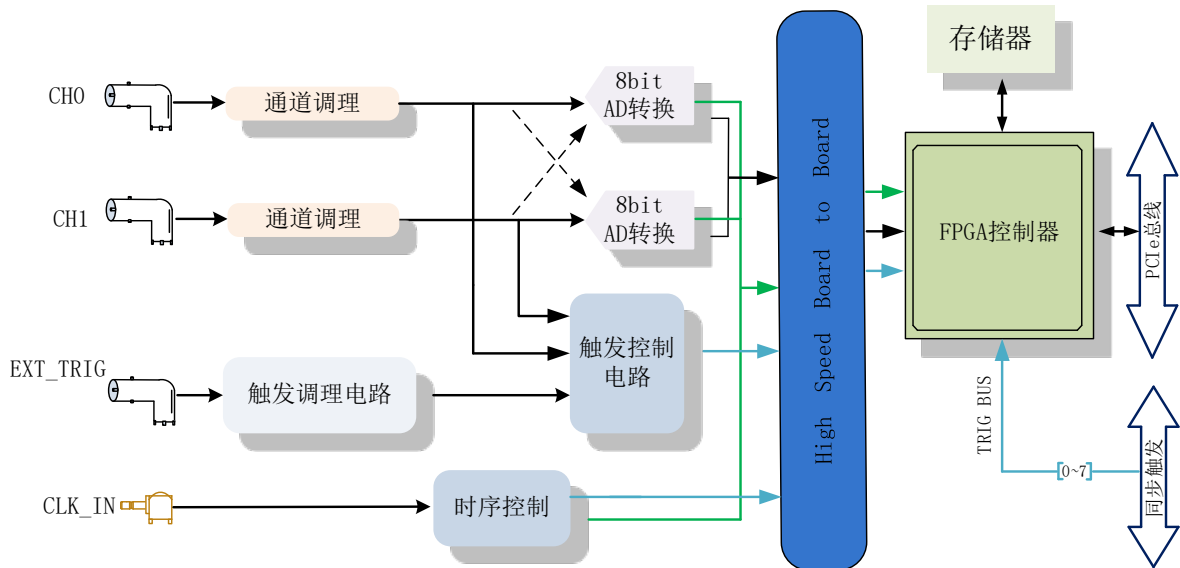 存储器
CH0
通道调理
8bit
AD转换
CH1
通道调理
8bit
AD转换
High Speed Board to Board
FPGA控制器
PCIe总线
EXT_TRIG
触发调理电路
触发控制
电路
TRIG BUS
[0~7]
同步触发
CLK_IN
时序控制